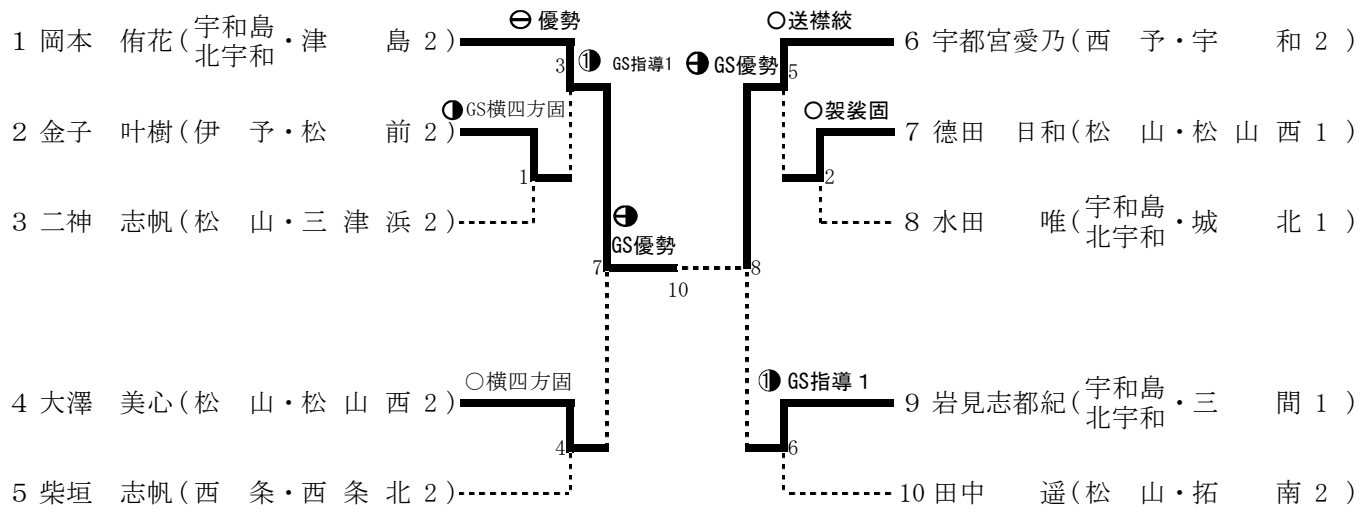 ⊖ 優勢
1 岡本 侑花(宇和島北宇和・津 島 2)
3
① GS指導1
◐ GS横四方固
2 金子 叶樹(伊 予・松 前 2)
1
3 二神 志帆(松 山・三 津 浜 2)
GS優勢
7
10
○横四方固
4 大澤 美心(松 山・松 山 西 2)
4
5 柴垣 志帆(西 条・西 条 北 2)
○送襟絞
6 宇都宮愛乃(西 予・宇 和 2)
GS優勢
5
○袈裟固
7 德田 日和(松 山・松 山 西 1)
2
8 水田 唯(宇和島北宇和・城 北 1)
8
① GS指導 1
9 岩見志都紀(宇和島北宇和・三 間 1)
6
10 田中 遥(松 山・拓 南 2)